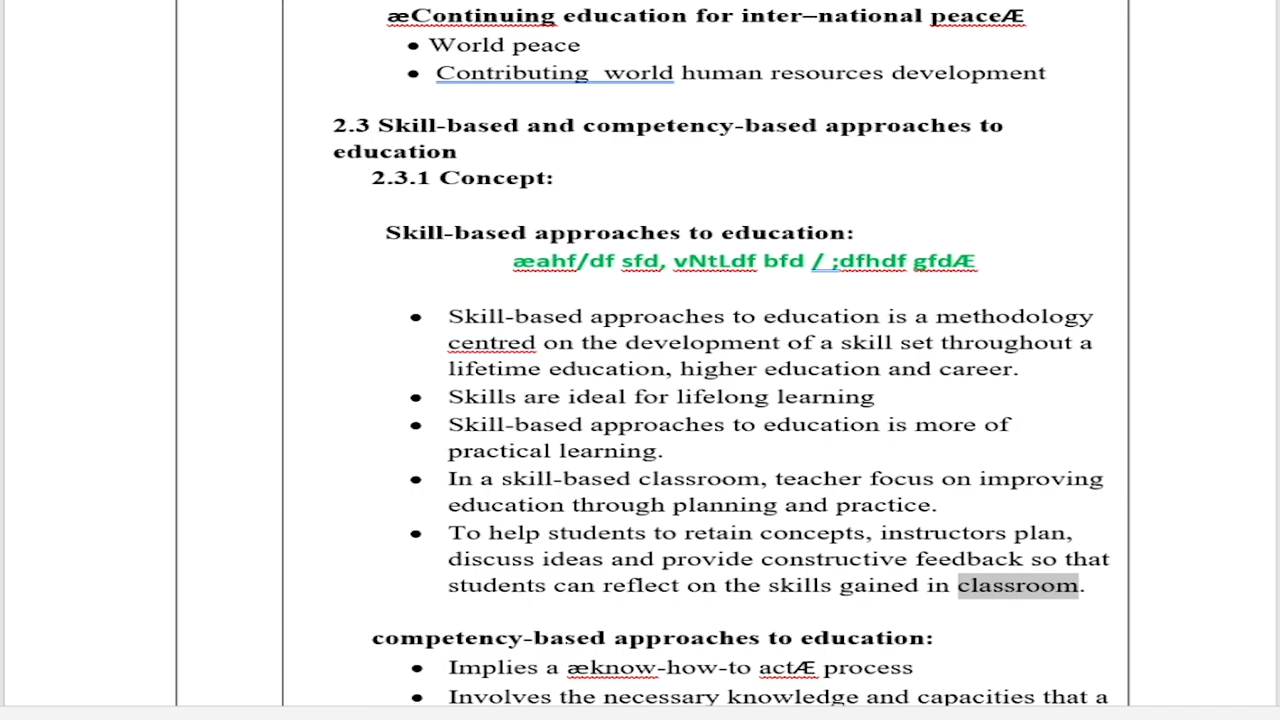 æContinuing education for inter–national peaceÆ
• World peace
• Contributing world human resources development
2.3 Skill-based and competency-based approaches to
education
2.3.1 Concept:
Skill-based approaches to education:
æahf/df sfd, vNtLdf bfd / ;dfhdf gfdÆ
• Skill-based approaches to education is a methodology
centred on the development of a skill set throughout a
lifetime education, higher education and career.
• Skills are ideal for lifelong learning
• Skill-based approaches to education is more of
practical learning.
• In a skill-based classroom, teacher focus on improving
education through planning and practice.
• To help students to retain concepts, instructors plan,
discuss ideas and provide constructive feedback so that
students can reflect on the skills gained in classroom.
competency-based approaches to education:
• Implies a æknow-how-to actÆ process
• Involves the necessary knowledge and capacities that a